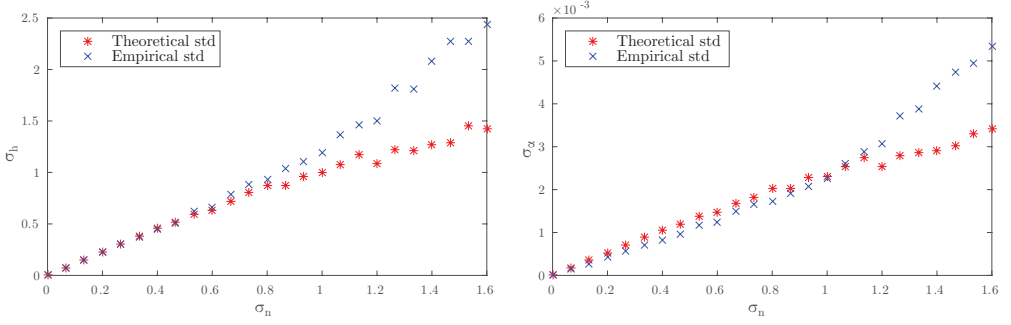 2.5
2
1.5
1
0.5
0
σh
Theoretical std
Empirical std
0 0.2 0.4 0.6 0.8 1 1.2 1.4 1.6
σn
×10⁻³
6
5
4
3
2
1
0
σα
Theoretical std
Empirical std
0 0.2 0.4 0.6 0.8 1 1.2 1.4 1.6
σn